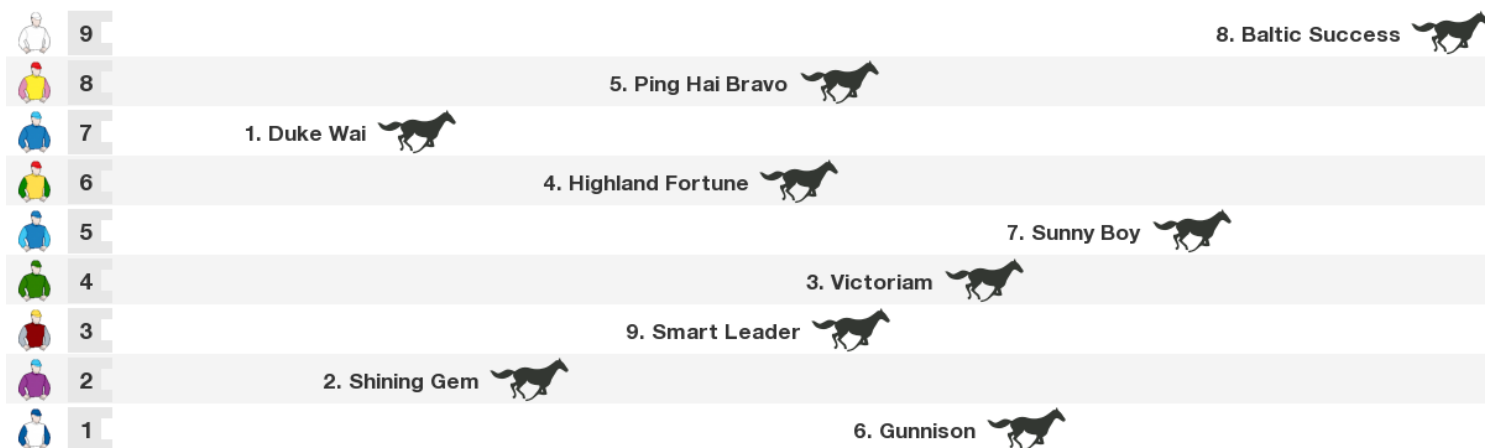 9 8. Baltic Success
8 5. Ping Hai Bravo
7 1. Duke Wai
6 4. Highland Fortune
5 7. Sunny Boy
4 3. Victoriam
3 9. Smart Leader
2 2. Shining Gem
1 6. Gunnison